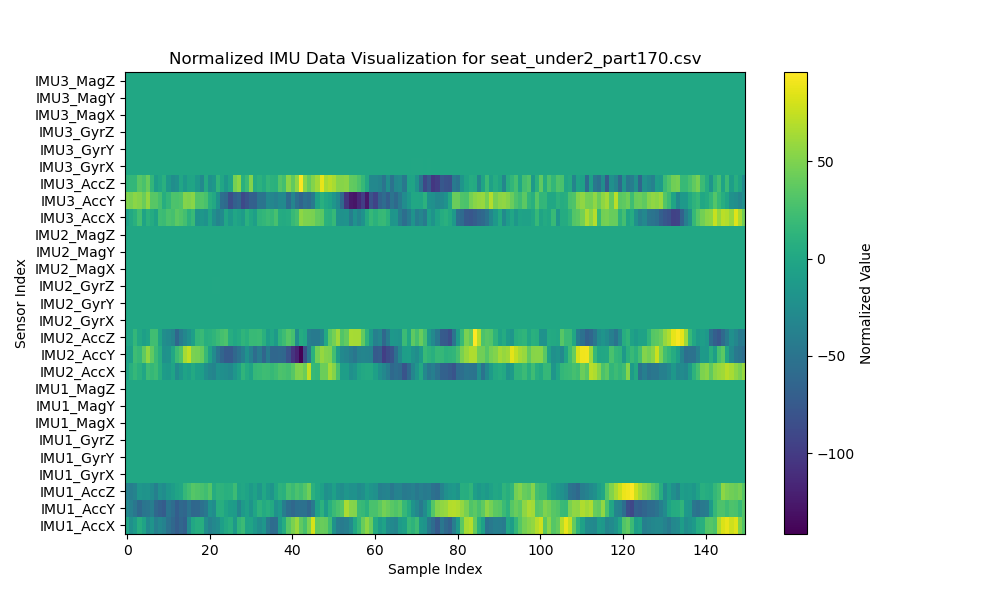 Normalized IMU Data Visualization for seat_under2_part170.csv
IMU3_MagZ
IMU3_MagY
IMU3_MagX
IMU3_GyrZ
IMU3_GyrY
IMU3_GyrX
IMU3_AccZ
IMU3_AccY
IMU3_AccX
IMU2_MagZ
IMU2_MagY
IMU2_MagX
IMU2_GyrZ
IMU2_GyrY
IMU2_GyrX
IMU2_AccZ
IMU2_AccY
IMU2_AccX
IMU1_MagZ
IMU1_MagY
IMU1_MagX
IMU1_GyrZ
IMU1_GyrY
IMU1_GyrX
IMU1_AccZ
IMU1_AccY
IMU1_AccX
Sensor Index
0 20 40 60 80 100 120 140
Sample Index
50
0
−50
−100
Normalized Value